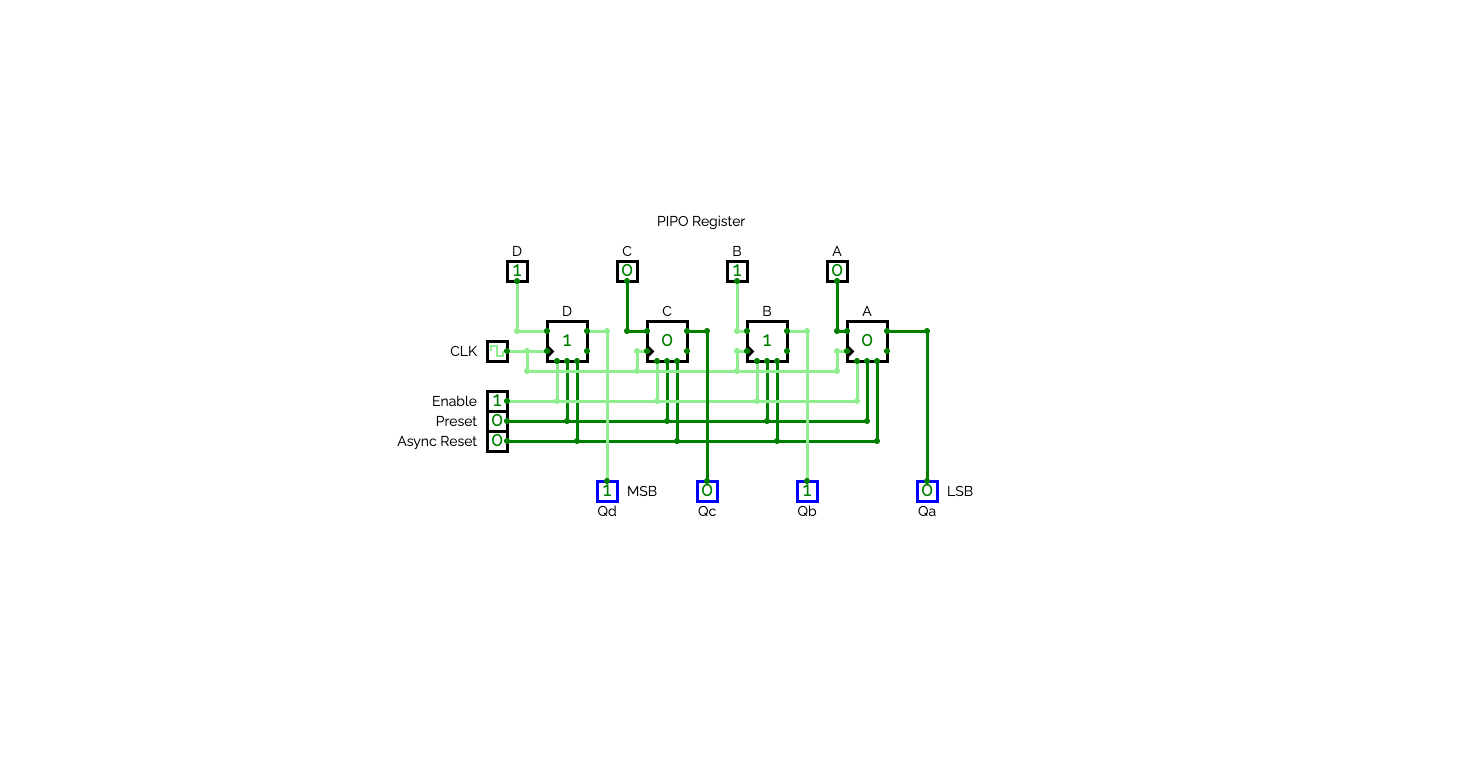 PIPO Register
D C B A
1 0 1 0
D C B A
1 0 1 0
CLK
Enable 1
Preset 0
Async Reset 0
1 MSB 0 1 0 LSB
Qd Qc Qb Qa